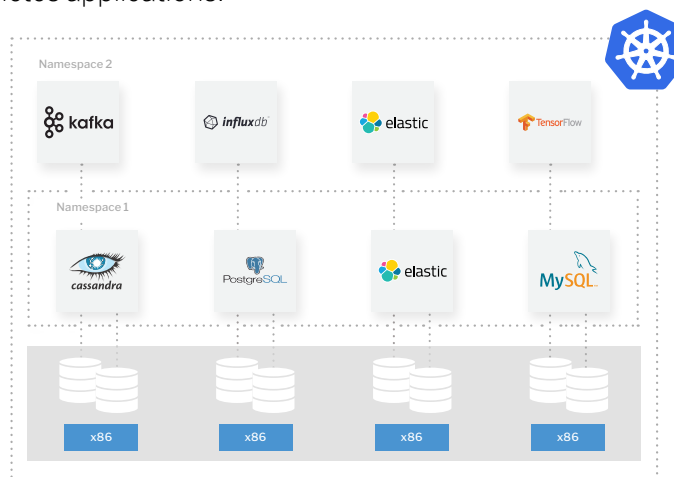 Namespace 2
kafka
influxdb
elastic
TensorFlow
Namespace 1
cassandra
PostgreSQL
elastic
MySQL
x86
x86
x86
x86